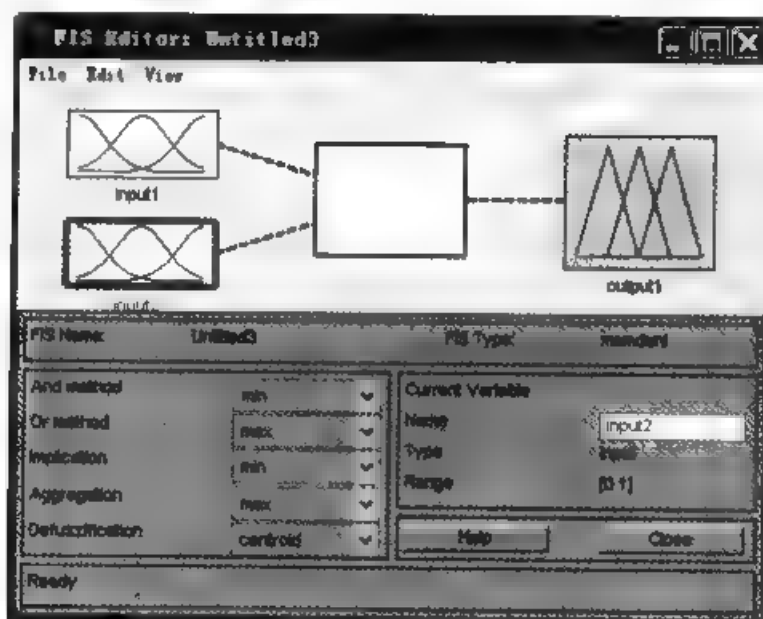 FIS Editor: Untitled3
File Edit View
input1
output1
FIS Name: Untitled3 FIS Type: mamdani
And method min
Or method max
Implication min
Aggregation max
Defuzzification centroid
Current Variable
Name input2
Type input
Range [0 1]
Help Close
Ready